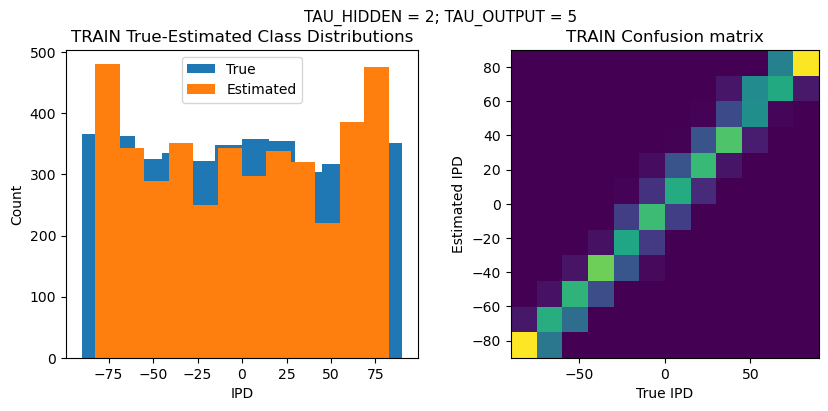 TAU_HIDDEN = 2; TAU_OUTPUT = 5
TRAIN True-Estimated Class Distributions
500
400
300
200
100
0
Count
True
Estimated
−75
−50
−25
0
25
50
75
IPD
TRAIN Confusion matrix
80
60
40
20
0
−20
−40
−60
−80
Estimated IPD
−50
0
50
True IPD